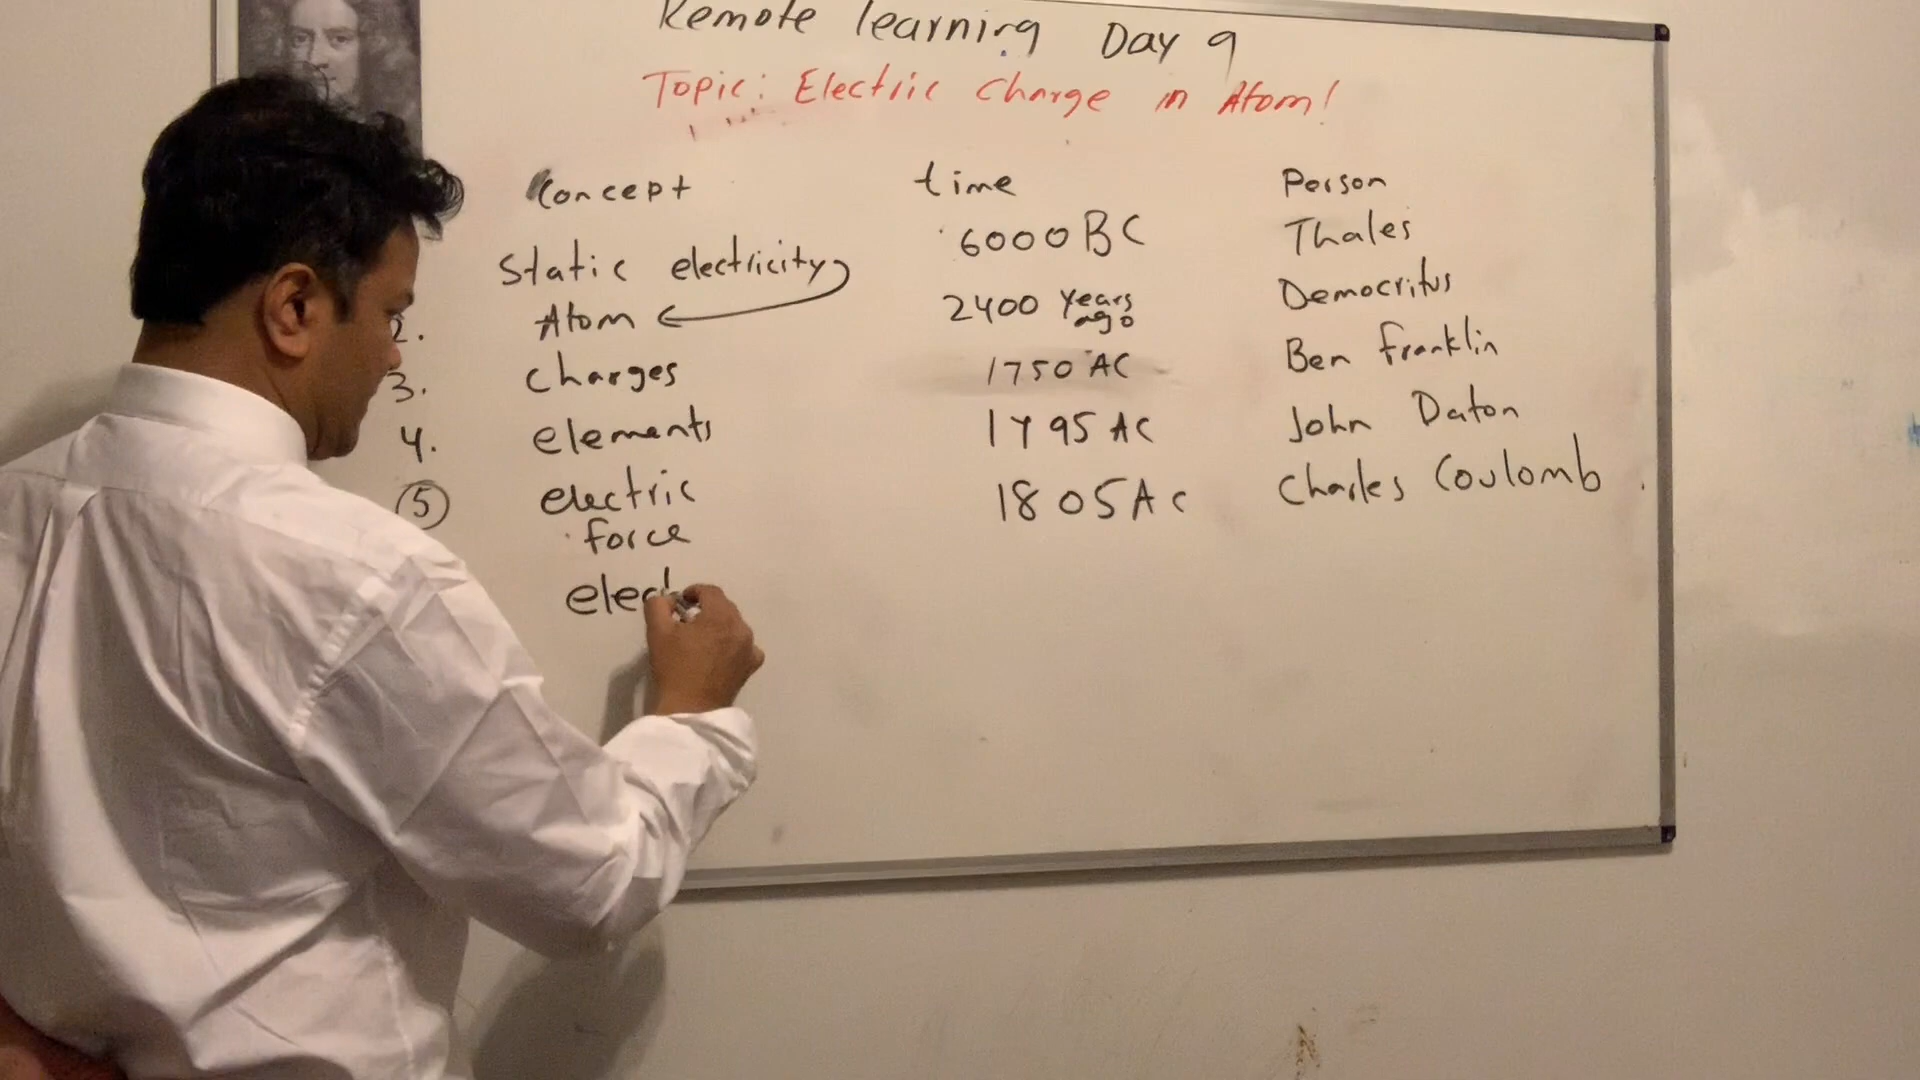 Remote learning Day 9
Topic: Electric Charge in Atom!
Concept time Person
Static electricity 6000 BC Thales
2. Atom 2400 years ago Democritus
3. Charges 1750 AC Ben Franklin
4. elements 1795 AC John Daton
5 electric force 1805 AC Charles Coulomb
elect